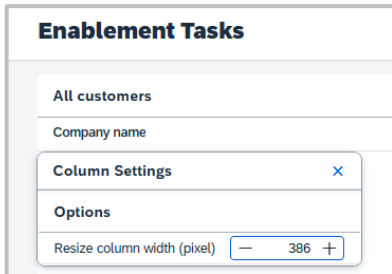 Enablement Tasks
All customers
Company name
Column Settings ×
Options
Resize column width (pixel) — 386 +